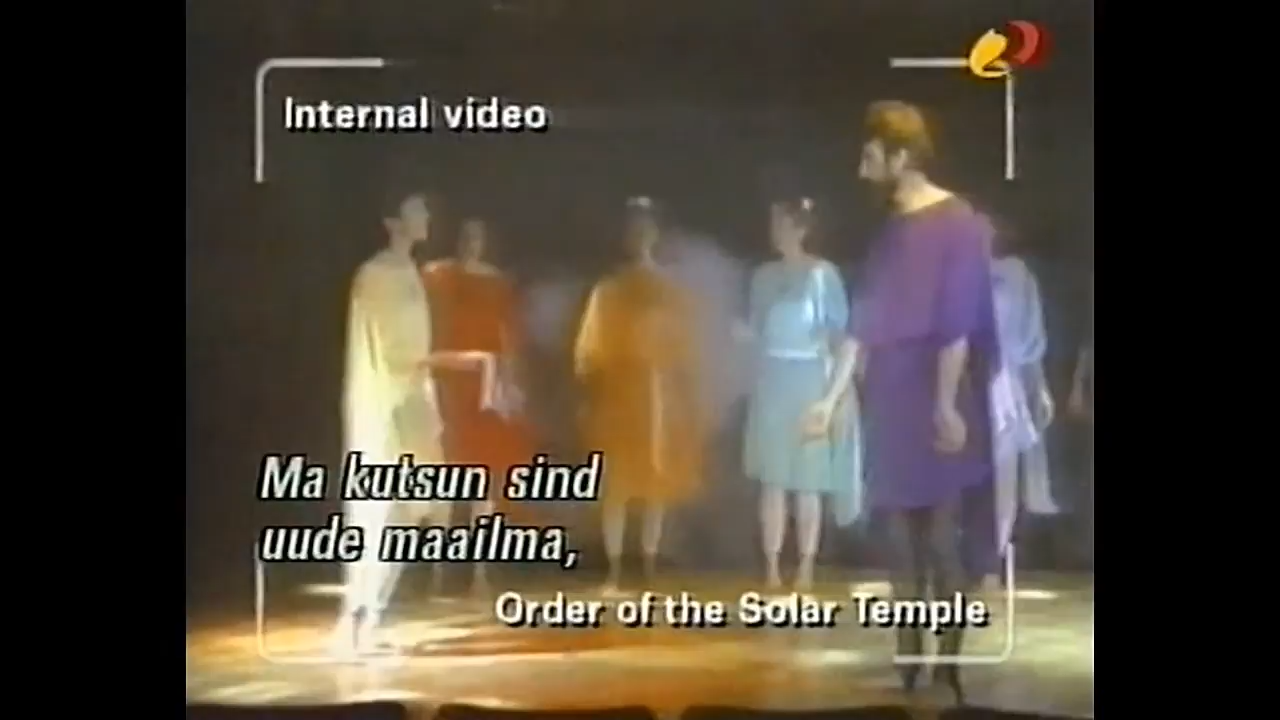 Internal video
Ma kutsun sind
uude maailma,
Order of the Solar Temple